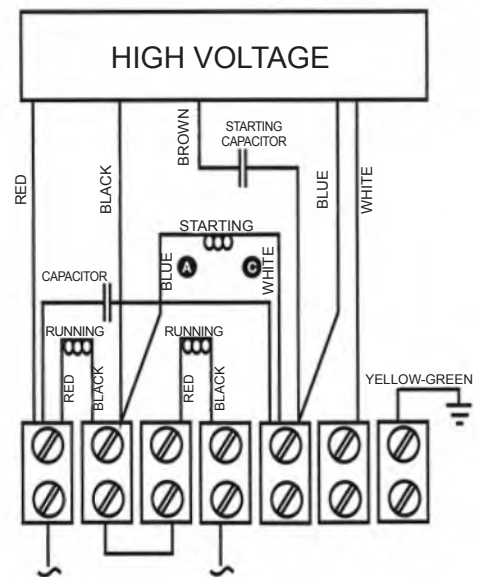 HIGH VOLTAGE
RED
BLACK
BROWN
STARTING
CAPACITOR
BLUE
WHITE
STARTING
BLUE
A
C
WHITE
CAPACITOR
RUNNING
RED
BLACK
RUNNING
RED
BLACK
YELLOW-GREEN